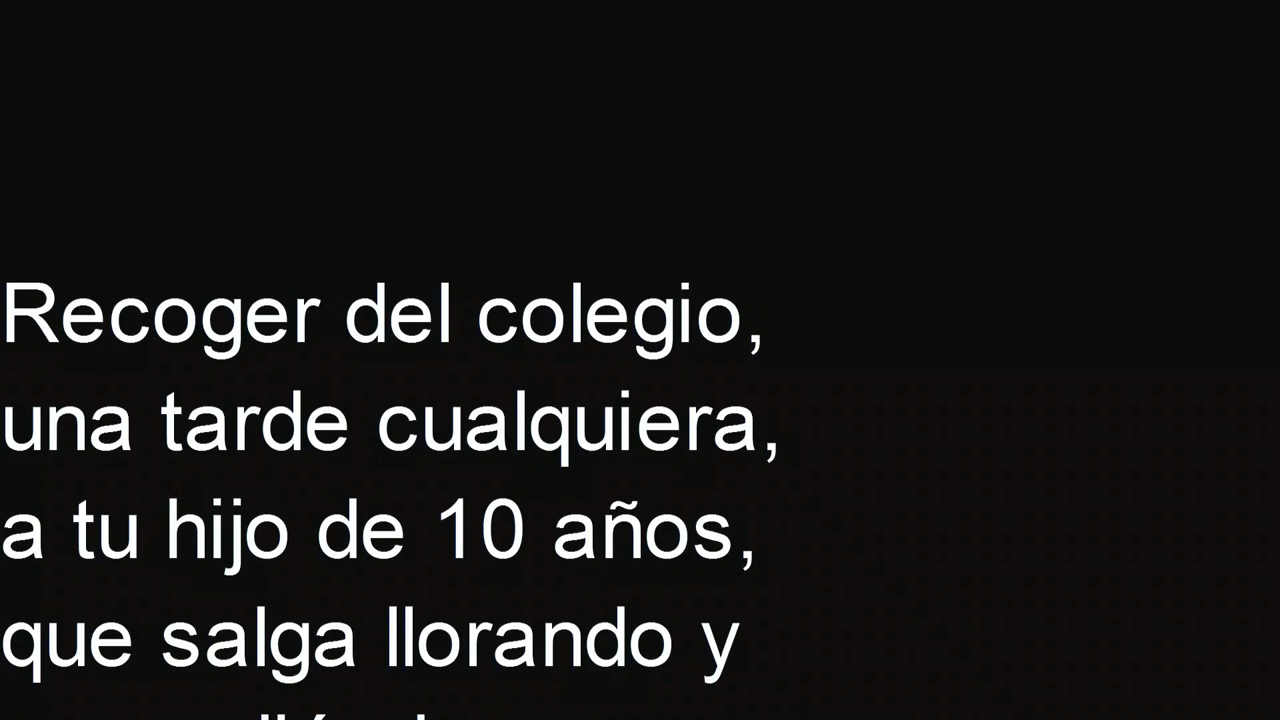 Recoger del colegio,
una tarde cualquiera,
a tu hijo de 10 años,
que salga llorando y